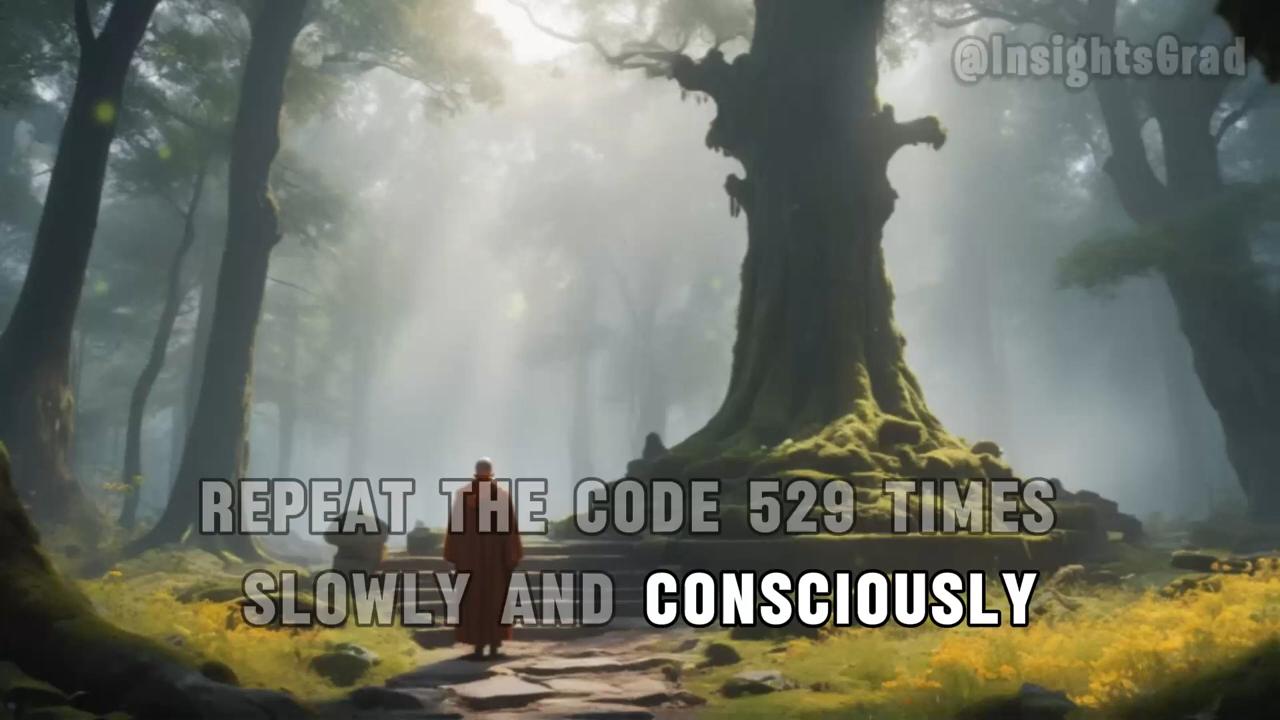 @InsightsGrad
REPEAT THE CODE 529 TIMES
SLOWLY AND CONSCIOUSLY